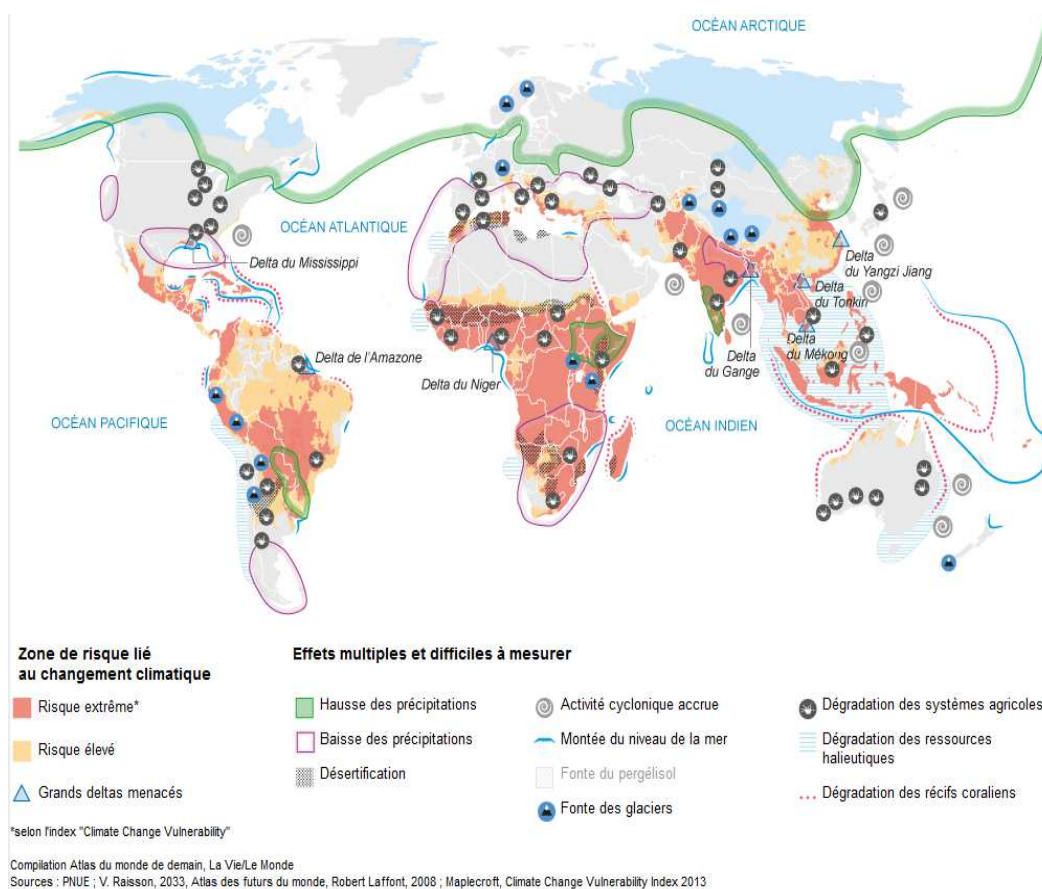 OCÉAN ARCTIQUE
OCÉAN ATLANTIQUE
Delta du Mississippi
Delta
du Yangzi Jiang
Delta
du Tonkin
Delta
du Mékong
Delta
du Gange
Delta de l'Amazone
Delta du Niger
OCÉAN PACIFIQUE
OCÉAN INDIEN
Zone de risque lié
au changement climatique
Risque extrême*
Risque élevé
Grands deltas menacés
*selon l'index "Climate Change Vulnerability"
Effets multiples et difficiles à mesurer
Hausse des précipitations
Baisse des précipitations
Désertification
Activité cyclonique accrue
Montée du niveau de la mer
Fonte du pergélisol
Fonte des glaciers
Dégradation des systèmes agricoles
Dégradation des ressources
halieutiques
Dégradation des récifs coraliens
Compilation Atlas du monde de demain, La Vie/Le Monde
Sources : PNUE ; V. Raisson, 2033, Atlas des futurs du monde, Robert Laffont, 2008 ; Maplecroft, Climate Change Vulnerability Index 2013